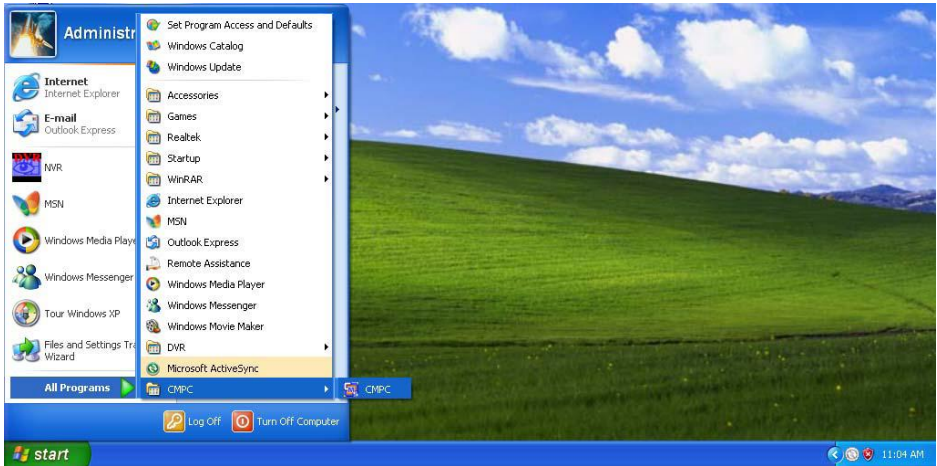 Administr
Internet
Internet Explorer
E-mail
Outlook Express
NVR
MSN
Windows Media Playe
Windows Messenger
Tour Windows XP
Files and Settings Tra
Wizard
All Programs
Set Program Access and Defaults
Windows Catalog
Windows Update
Accessories
Games
Realtek
Startup
WinRAR
Internet Explorer
MSN
Outlook Express
Remote Assistance
Windows Media Player
Windows Messenger
Windows Movie Maker
DVR
Microsoft ActiveSync
CMPC
CMPC
Log Off
Turn Off Computer
start
11:04 AM